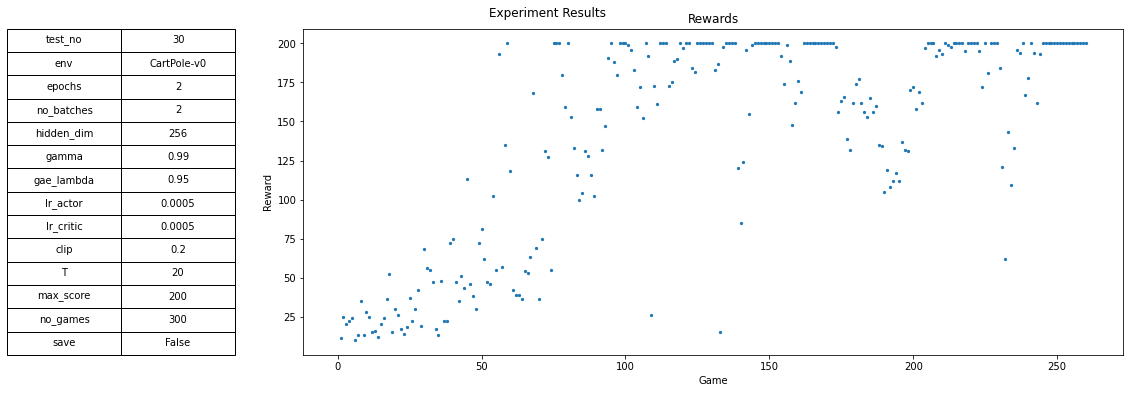 Experiment Results
test_no 30
env CartPole-v0
epochs 2
no_batches 2
hidden_dim 256
gamma 0.99
gae_lambda 0.95
lr_actor 0.0005
lr_critic 0.0005
clip 0.2
T 20
max_score 200
no_games 300
save False
Rewards
Reward
200
175
150
125
100
75
50
25
0 50 100 150 200 250
Game